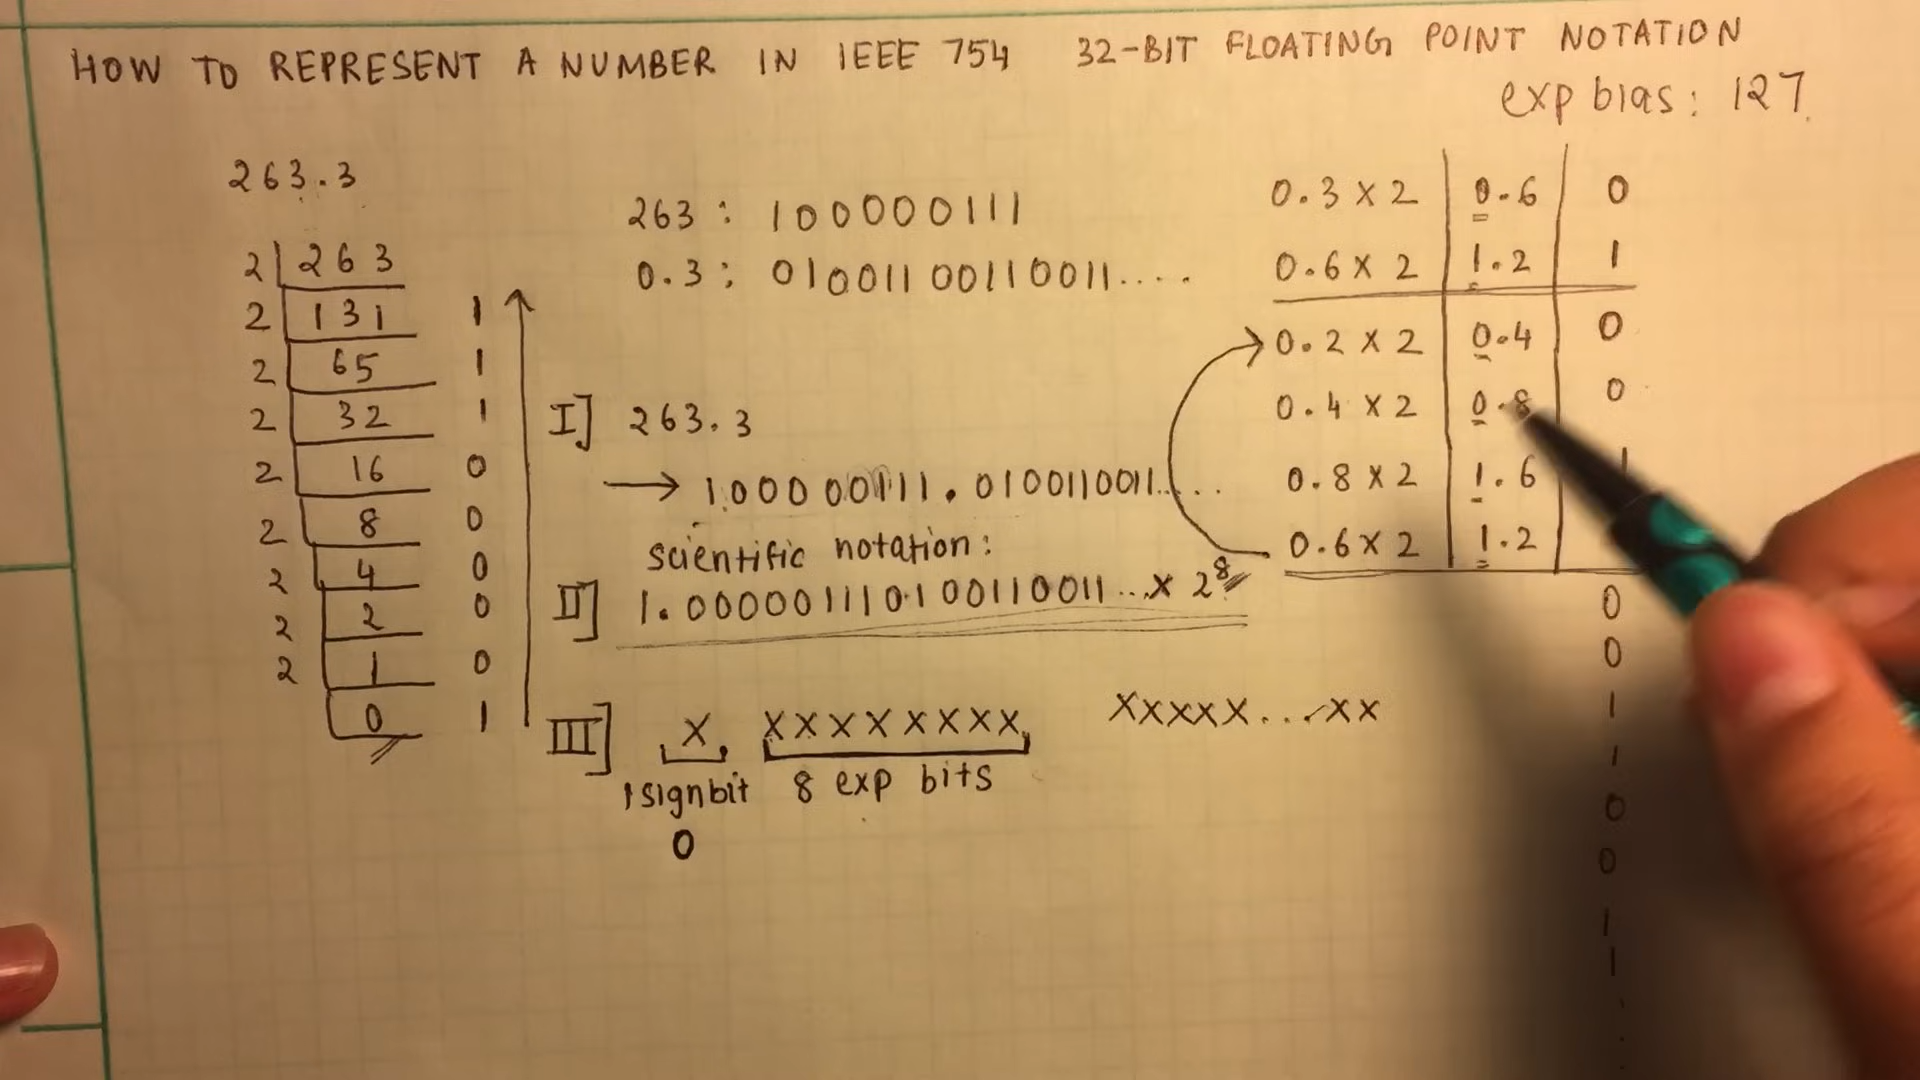 HOW TO REPRESENT A NUMBER IN IEEE 754 32-BIT FLOATING POINT NOTATION
exp bias: 127
263.3
2 263
2 131 1
2 65 1
2 32 1
2 16 0
2 8 0
2 4 0
2 2 0
2 1 0
0 1
263 : 100000111
0.3 : 01001100110011....
I] 263.3
→ 100000111.0100110011.....
scientific notation:
II] 1.000001110100110011... x 2^8
III] X XXXXXXXX XXXXX...XX
1 signbit 8 exp bits
0
0.3 x 2 0.6 0
0.6 x 2 1.2 1
0.2 x 2 0.4 0
0.4 x 2 0.8 0
0.8 x 2 1.6 1
0.6 x 2 1.2
0
0
1
1
0
0
1
1